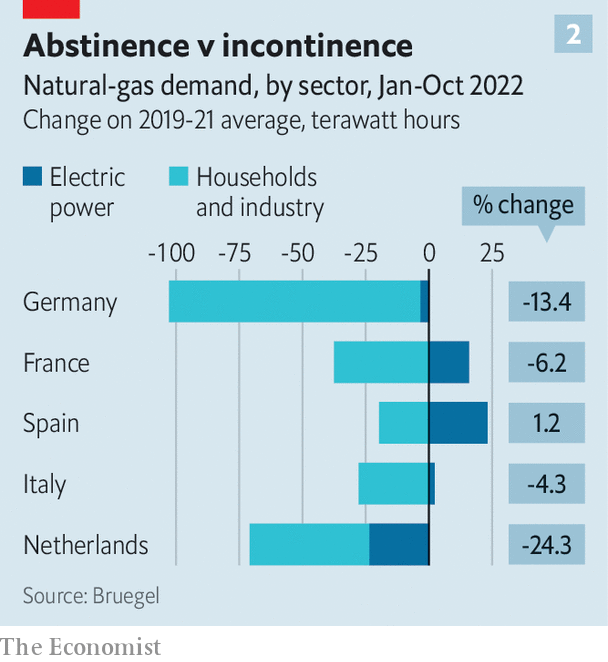 Abstinence v incontinence
2
Natural-gas demand, by sector, Jan-Oct 2022
Change on 2019-21 average, terawatt hours
Electric power
Households and industry
% change
-100 -75 -50 -25 0 25
Germany -13.4
France -6.2
Spain 1.2
Italy -4.3
Netherlands -24.3
Source: Bruegel
The Economist